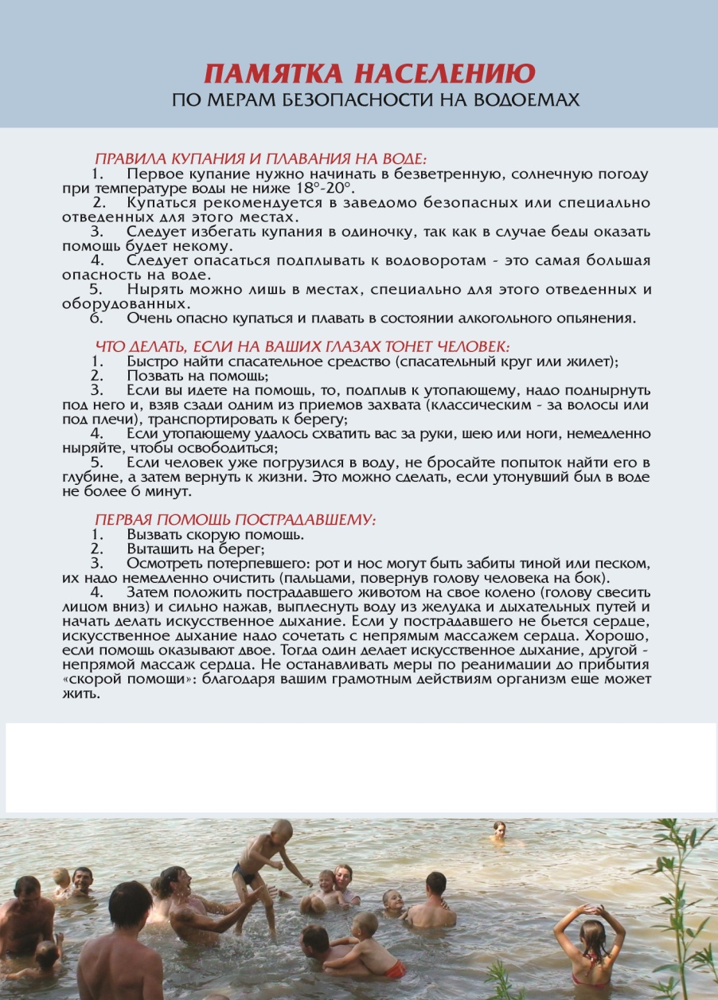 ПАМЯТКА НАСЕЛЕНИЮ
ПО МЕРАМ БЕЗОПАСНОСТИ НА ВОДОЕМАХ
ПРАВИЛА КУПАНИЯ И ПЛАВАНИЯ НА ВОДЕ:
1. Первое купание нужно начинать в безветренную, солнечную погоду
при температуре воды не ниже 18°-20°.
2. Купаться рекомендуется в заведомо безопасных или специально
отведенных для этого местах.
3. Следует избегать купания в одиночку, так как в случае беды оказать
помощь будет некому.
4. Следует опасаться подплывать к водоворотам - это самая большая
опасность на воде.
5. Нырять можно лишь в местах, специально для этого отведенных и
оборудованных.
6. Очень опасно купаться и плавать в состоянии алкогольного опьянения.
ЧТО ДЕЛАТЬ, ЕСЛИ НА ВАШИХ ГЛАЗАХ ТОНЕТ ЧЕЛОВЕК:
1. Быстро найти спасательное средство (спасательный круг или жилет);
2. Позвать на помощь;
3. Если вы идете на помощь, то, подплыв к утопающему, надо поднырнуть
под него и, взяв сзади одним из приемов захвата (классическим - за волосы или
под плечи), транспортировать к берегу;
4. Если утопающему удалось схватить вас за руки, шею или ноги, немедленно
ныряйте, чтобы освободиться;
5. Если человек уже погрузился в воду, не бросайте попыток найти его в
глубине, а затем вернуть к жизни. Это можно сделать, если утонувший был в воде
не более 6 минут.
ПЕРВАЯ ПОМОЩЬ ПОСТРАДАВШЕМУ:
1. Вызвать скорую помощь.
2. Вытащить на берег;
3. Осмотреть потерпевшего: рот и нос могут быть забиты тиной или песком,
их надо немедленно очистить (пальцами, повернув голову человека на бок).
4. Затем положить пострадавшего животом на свое колено (голову свесить
лицом вниз) и сильно нажав, выплеснуть воду из желудка и дыхательных путей и
начать делать искусственное дыхание. Если у пострадавшего не бьется сердце,
искусственное дыхание надо сочетать с непрямым массажем сердца. Хорошо,
если помощь оказывают двое. Тогда один делает искусственное дыхание, другой -
непрямой массаж сердца. Не останавливать меры по реанимации до прибытия
«скорой помощи»: благодаря вашим грамотным действиям организм еще может
жить.